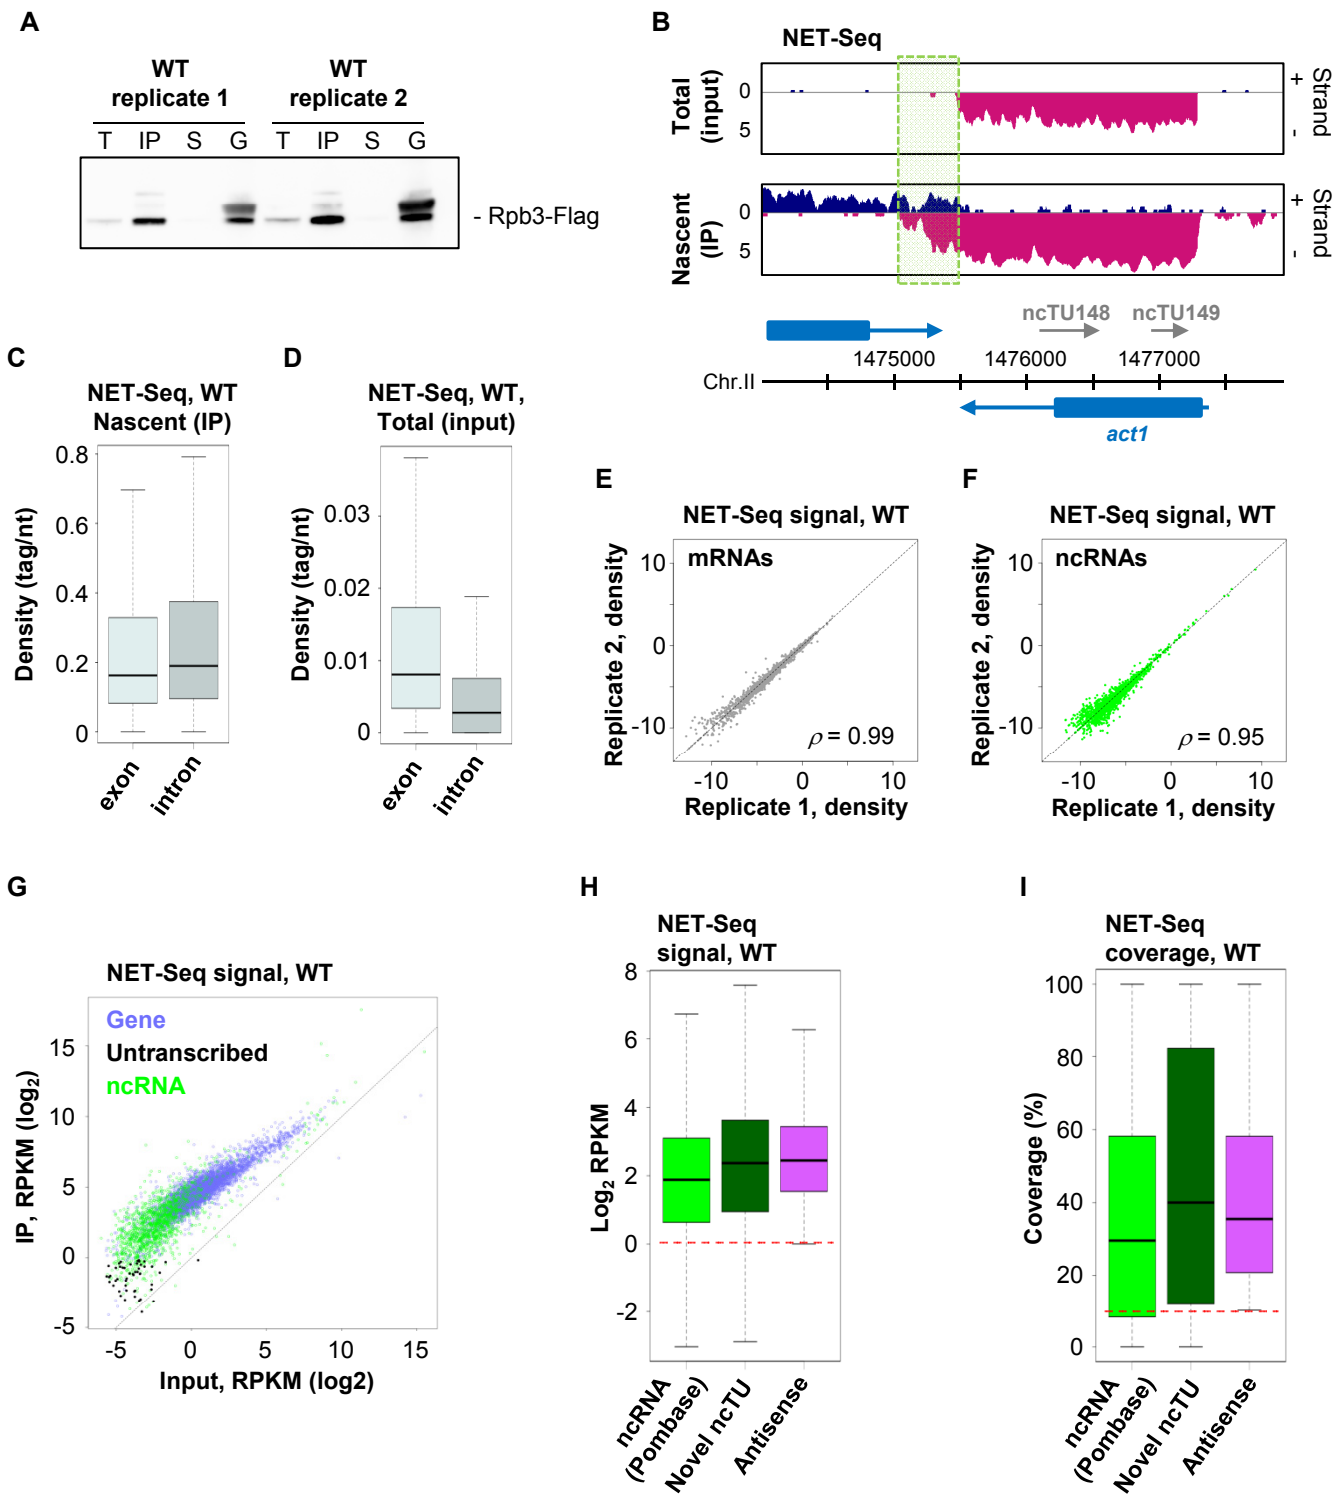 A
WT
replicate 1
WT
replicate 2
T IP S G T IP S G
- Rpb3-Flag
B
NET-Seq
Total
(input)
0
5
+
-
Strand
Nascent
(IP)
0
5
+
-
Strand
ncTU148
ncTU149
1475000 1476000 1477000
Chr.II
act1
C
NET-Seq, WT
Nascent (IP)
Density (tag/nt)
0.8
0.6
0.4
0.2
0
exon
intron
D
NET-Seq, WT,
Total (input)
Density (tag/nt)
0.03
0.02
0.01
0
exon
intron
E
NET-Seq signal, WT
mRNAs
Replicate 2, density
10
0
-10
ρ = 0.99
-10 0 10
Replicate 1, density
F
NET-Seq signal, WT
ncRNAs
Replicate 2, density
10
0
-10
ρ = 0.95
-10 0 10
Replicate 1, density
G
NET-Seq signal, WT
Gene
Untranscribed
ncRNA
IP, RPKM (log2)
15
10
5
0
-5
-5 0 5 10 15
Input, RPKM (log2)
H
NET-Seq
signal, WT
Log2 RPKM
8
6
4
2
0
-2
ncRNA
(Pombase)
Novel ncTU
Antisense
I
NET-Seq
coverage, WT
Coverage (%)
100
80
60
40
20
0
ncRNA
(Pombase)
Novel ncTU
Antisense